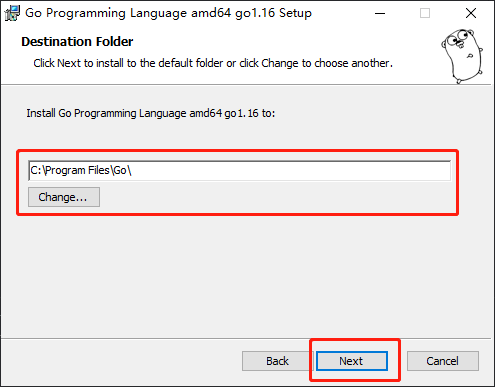 Go Programming Language amd64 go1.16 Setup
Destination Folder
Click Next to install to the default folder or click Change to choose another.
Install Go Programming Language amd64 go1.16 to:
C:\Program Files\Go\
Change...
Back
Next
Cancel